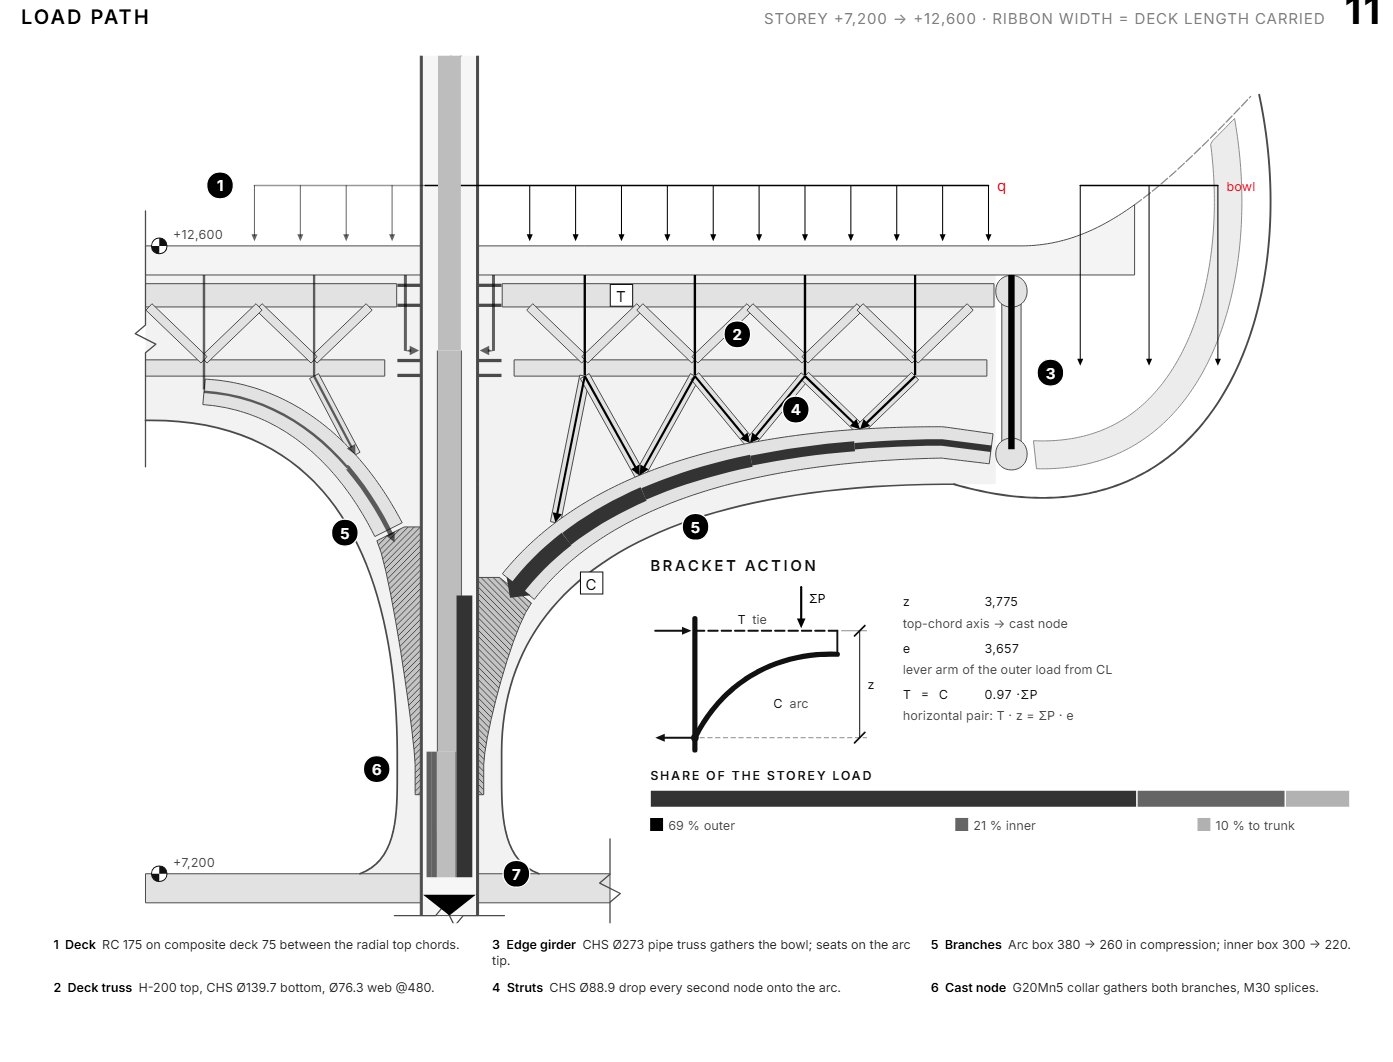 LOAD PATH
STOREY +7,200 → +12,600 · RIBBON WIDTH = DECK LENGTH CARRIED
11
1
q
bowl
+12,600
T
2
3
4
5
5
C
BRACKET ACTION
ΣP
T tie
z
C arc
z 3,775
top-chord axis → cast node
e 3,657
lever arm of the outer load from CL
T = C 0.97 ·ΣP
horizontal pair: T · z = ΣP · e
6
SHARE OF THE STOREY LOAD
69 % outer
21 % inner
10 % to trunk
+7,200
7
1 Deck RC 175 on composite deck 75 between the radial top chords.
2 Deck truss H-200 top, CHS Ø139.7 bottom, Ø76.3 web @480.
3 Edge girder CHS Ø273 pipe truss gathers the bowl; seats on the arc
tip.
4 Struts CHS Ø88.9 drop every second node onto the arc.
5 Branches Arc box 380 → 260 in compression; inner box 300 → 220.
6 Cast node G20Mn5 collar gathers both branches, M30 splices.